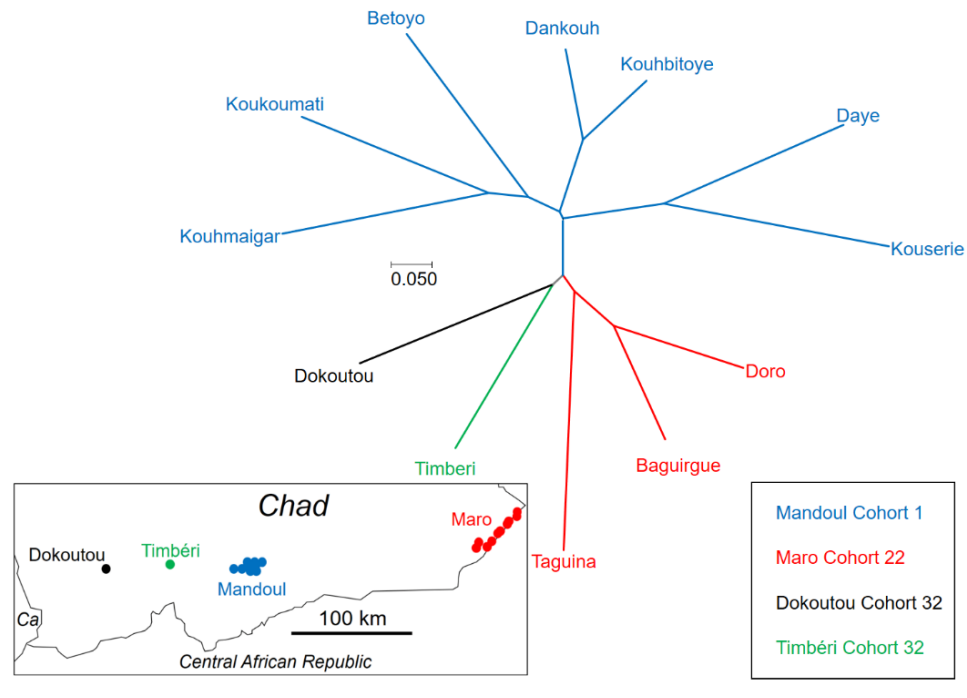 Betoyo
Dankouh
Kouhbitoye
Koukoumati
Daye
Kouhmaigar
Kouserie
0.050
Dokoutou
Doro
Timberi
Baguirgue
Taguina
Chad
Maro
Dokoutou
Timbéri
Mandoul
Ca
100 km
Central African Republic
Mandoul Cohort 1
Maro Cohort 22
Dokoutou Cohort 32
Timbéri Cohort 32